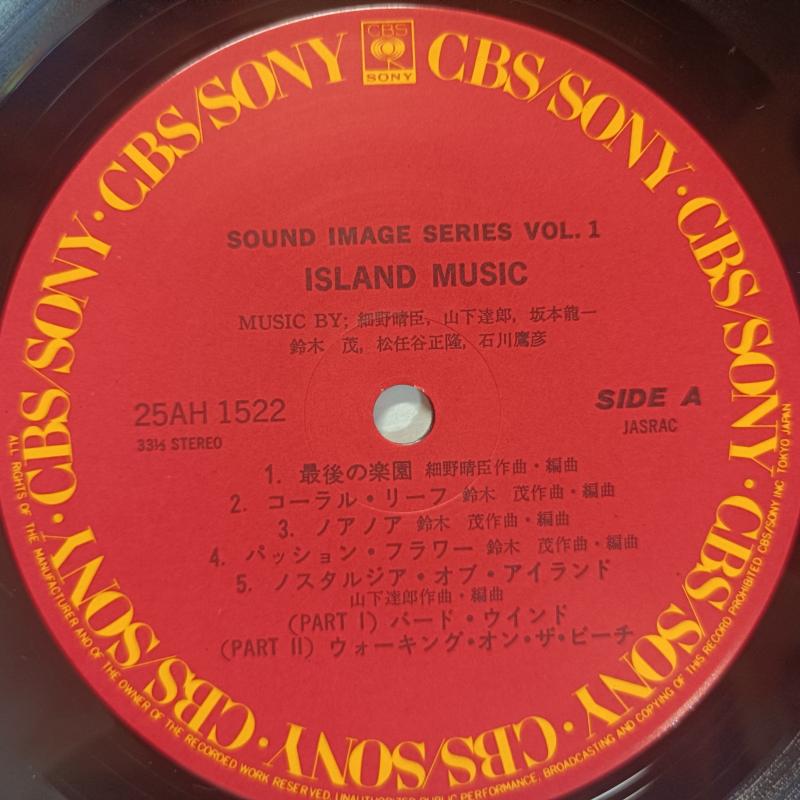 CBS
SONY
CBS/SONY · CBS/SONY · CBS/SONY · CBS/SONY · CBS/SONY · CBS/SONY · CBS/SONY · CBS/SONY · CBS/SONY · CBS/SONY
SOUND IMAGE SERIES VOL. 1
ISLAND MUSIC
MUSIC BY; 細野晴臣, 山下達郎, 坂本龍一
鈴木 茂, 松任谷正隆, 石川鷹彦
25AH 1522
33⅓ STEREO
SIDE A
JASRAC
1. 最後の楽園 細野晴臣作曲・編曲
2. コーラル・リーフ 鈴木 茂作曲・編曲
3. ノアノア 鈴木 茂作曲・編曲
4. パッション・フラワー 鈴木 茂作曲・編曲
5. ノスタルジア・オブ・アイランド
山下達郎作曲・編曲
(PART I) バード・ウインド
(PART II) ウォーキング・オン・ザ・ビーチ
ALL RIGHTS OF THE MANUFACTURER AND OF THE OWNER OF THE RECORDED WORK RESERVED. UNAUTHORIZED PUBLIC PERFORMANCE, BROADCASTING AND COPYING OF THIS RECORD PROHIBITED CBS/SONY INC TOKYO JAPAN